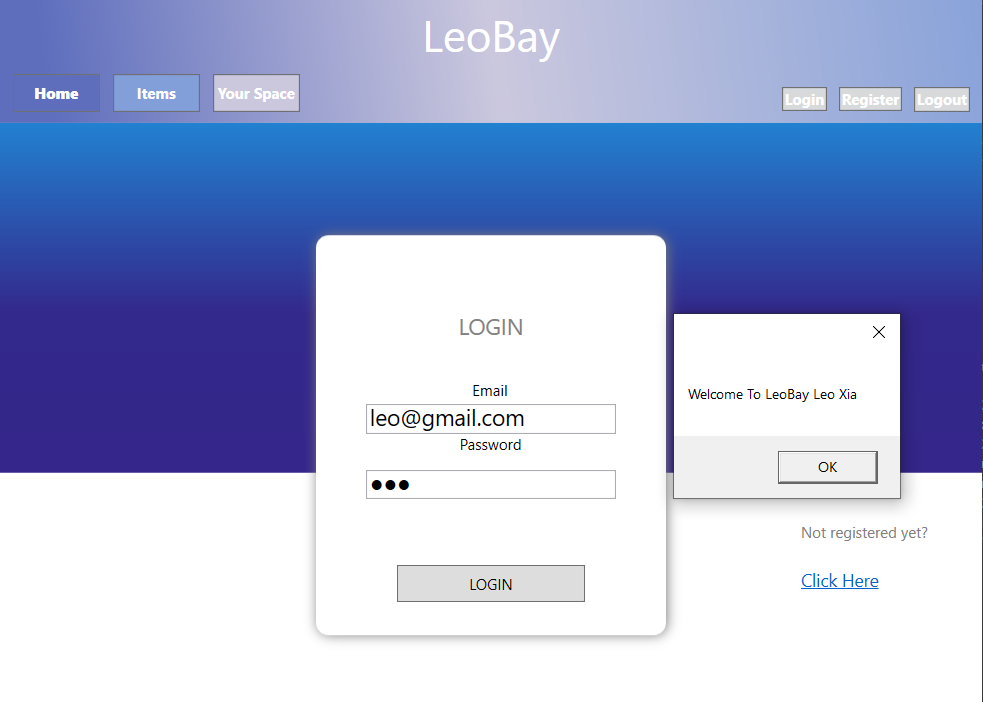 LeoBay
Home Items Your Space Login Register Logout
LOGIN
Email
leo@gmail.com
Password
●●●
LOGIN
Welcome To LeoBay Leo Xia
OK
Not registered yet?
Click Here